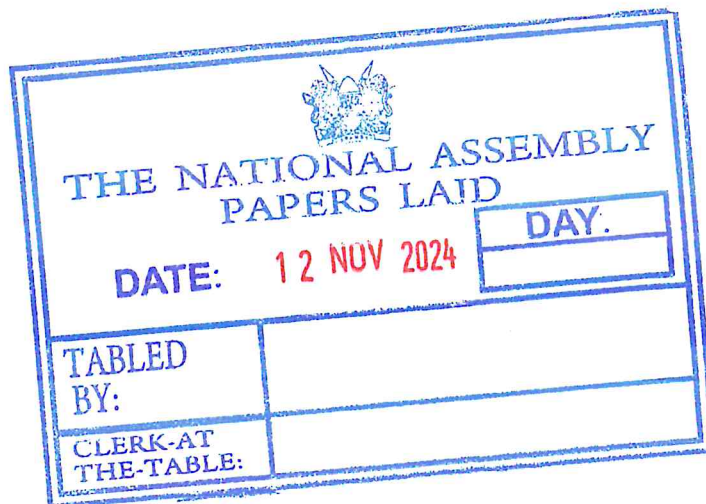 THE NATIONAL ASSEMBLY
PAPERS LAID
DATE: 12 NOV 2024
DAY:
TABLED
BY:
CLERK-AT
THE-TABLE: